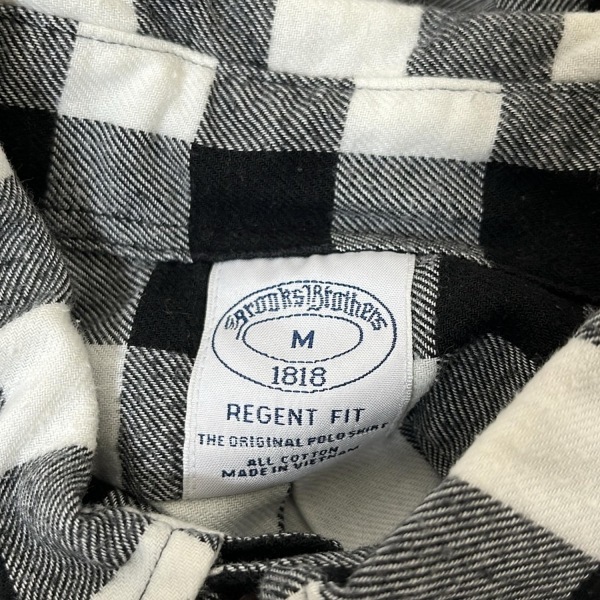 Brooks Brothers
M
1818
REGENT FIT
THE ORIGINAL POLO SHIRT
ALL COTTON
MADE IN VIETNAM